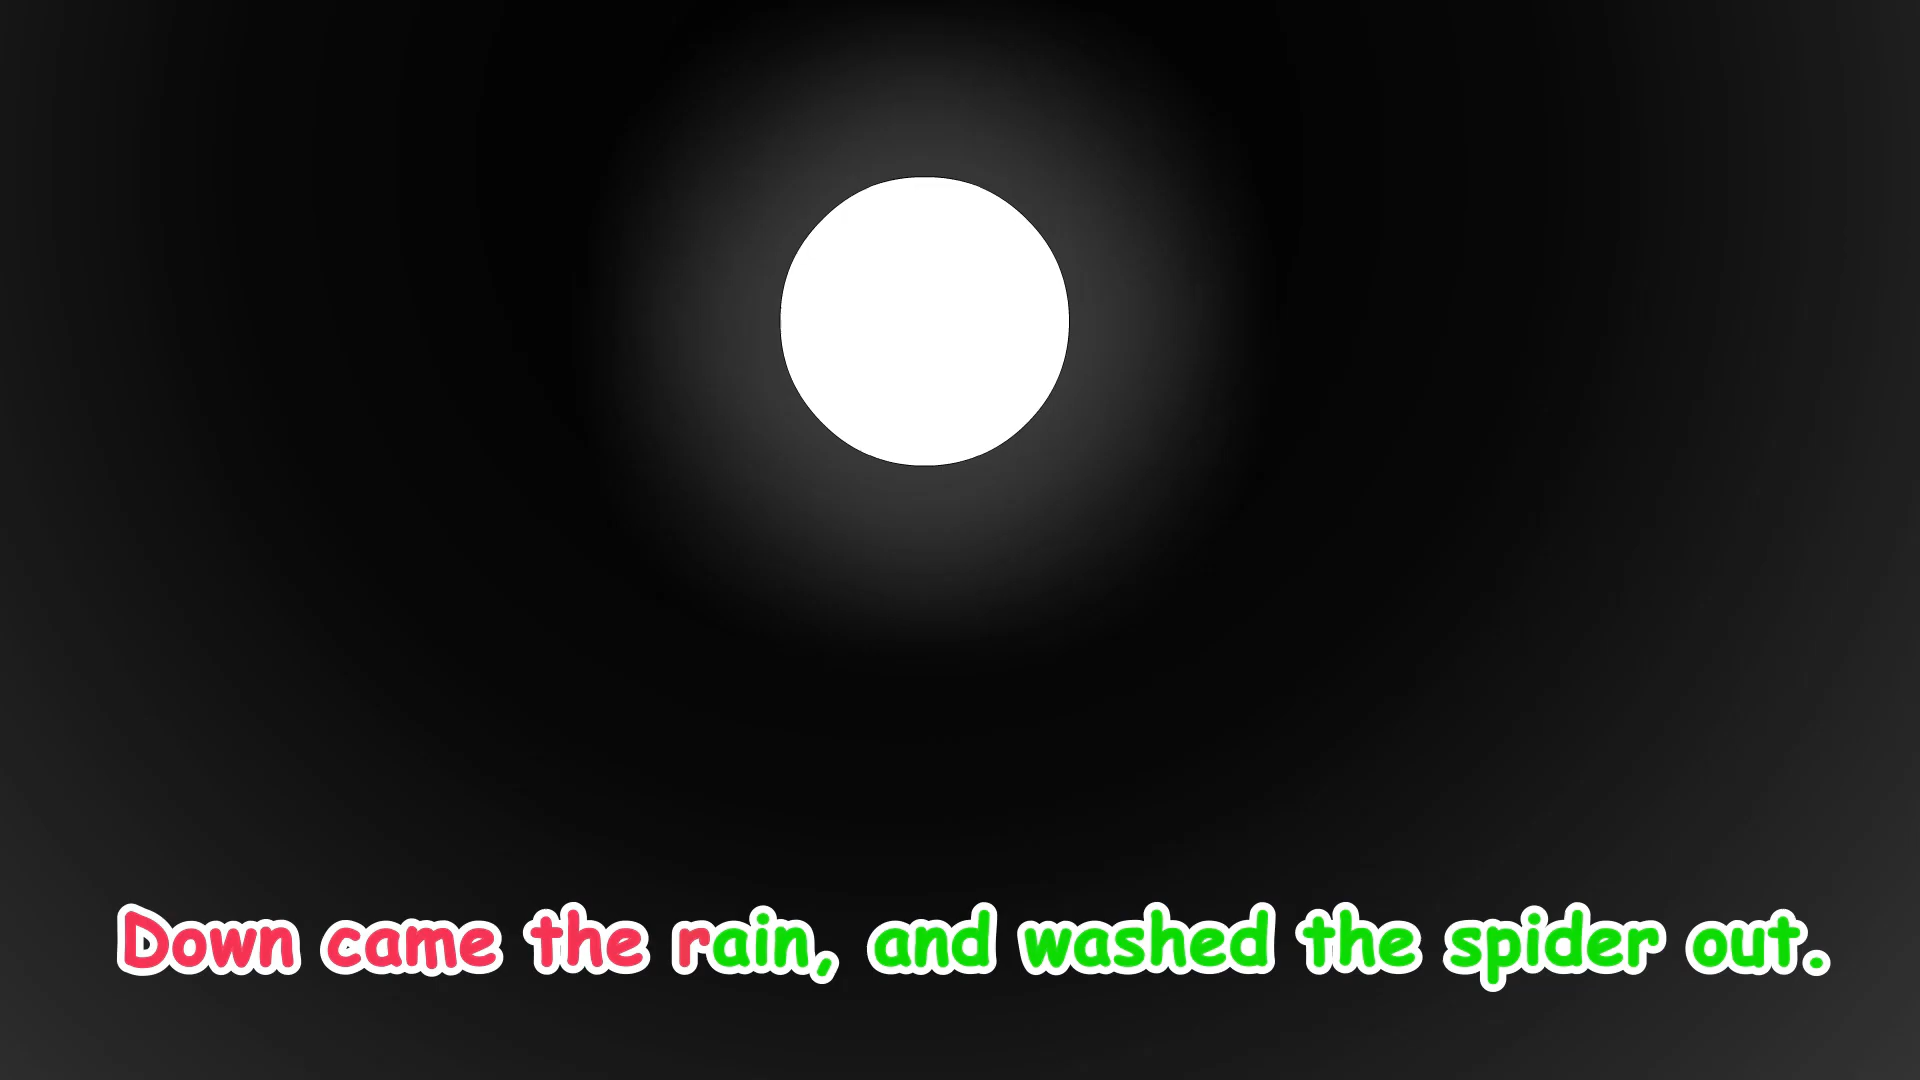 Down came the rain, and washed the spider out.